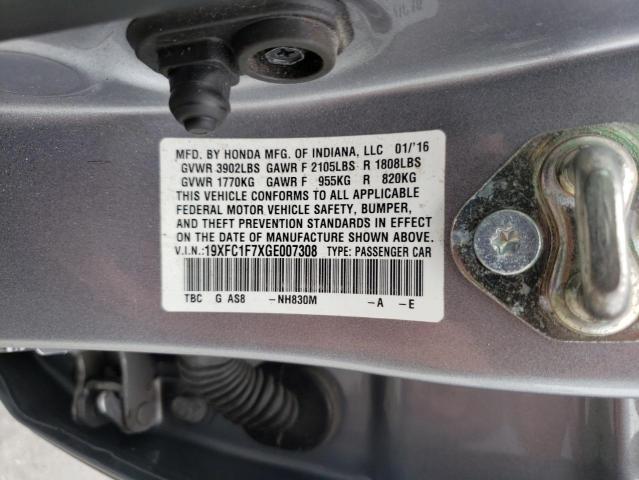 MFD. BY HONDA MFG. OF INDIANA, LLC 01/'16
GVWR 3902LBS GAWR F 2105LBS R 1808LBS
GVWR 1770KG GAWR F 955KG R 820KG
THIS VEHICLE CONFORMS TO ALL APPLICABLE
FEDERAL MOTOR VEHICLE SAFETY, BUMPER,
AND THEFT PREVENTION STANDARDS IN EFFECT
ON THE DATE OF MANUFACTURE SHOWN ABOVE.
V.I.N.:19XFC1F7XGE007308 TYPE: PASSENGER CAR
TBC G AS8 -NH830M -A -E